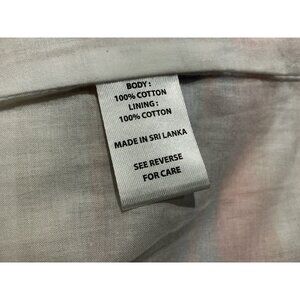 BODY :
100% COTTON
LINING :
100% COTTON
MADE IN SRI LANKA
SEE REVERSE
FOR CARE